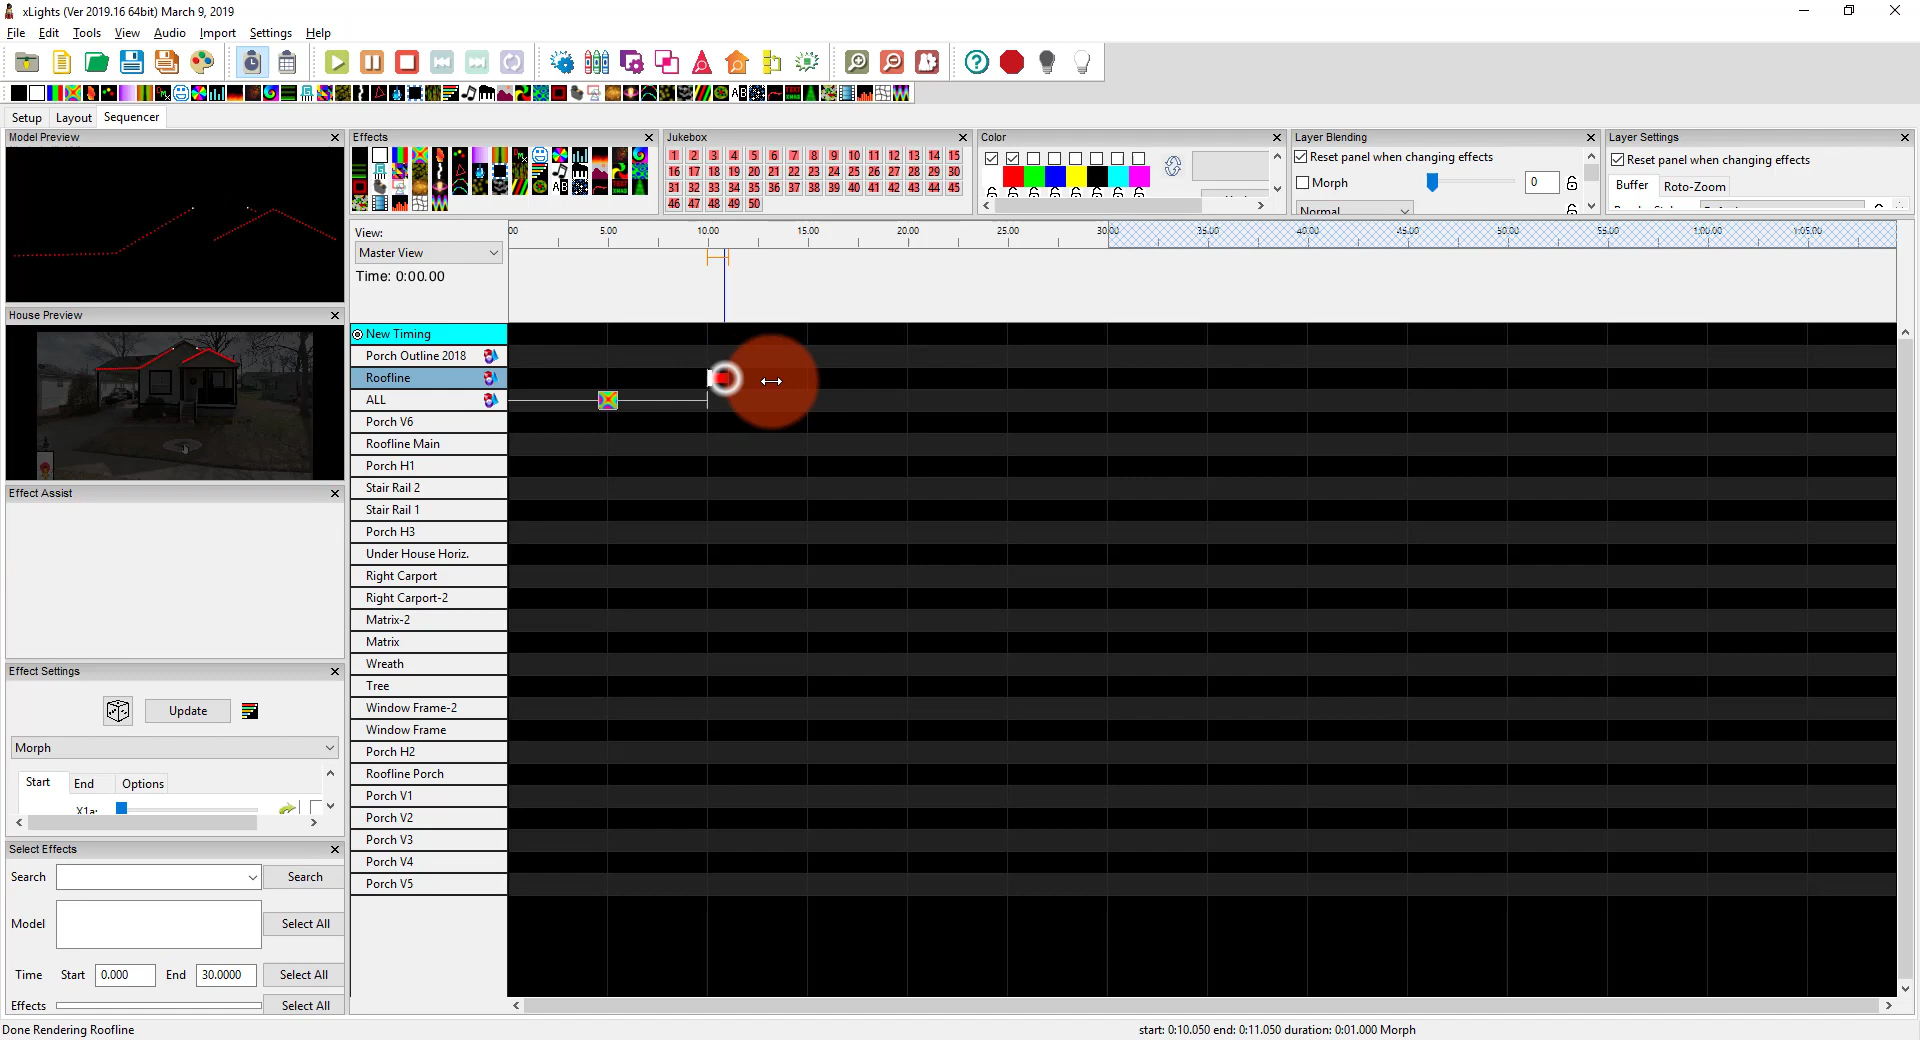 xLights (Ver 2019.16 64bit) March 9, 2019
File Edit Tools View Audio Import Settings Help
Setup Layout Sequencer
Model Preview
Effects
Jukebox
Color
Layer Blending
Layer Settings
1 2 3 4 5 6 7 8 9 10 11 12 13 14 15
16 17 18 19 20 21 22 23 24 25 26 27 28 29 30
31 32 33 34 35 36 37 38 39 40 41 42 43 44 45
46 47 48 49 50
Reset panel when changing effects
Morph 0
Normal
Reset panel when changing effects
Buffer Roto-Zoom
View:
Master View
Time: 0:00.00
00 5.00 10.00 15.00 20.00 25.00 30.00 35.00 40.00 45.00 50.00 55.00 1:00.00 1:05.00
House Preview
New Timing
Porch Outline 2018
Roofline
ALL
Porch V6
Roofline Main
Porch H1
Stair Rail 2
Stair Rail 1
Porch H3
Under House Horiz.
Right Carport
Right Carport-2
Matrix-2
Matrix
Wreath
Tree
Window Frame-2
Window Frame
Porch H2
Roofline Porch
Porch V1
Porch V2
Porch V3
Porch V4
Porch V5
Effect Assist
Effect Settings
Update
Morph
Start End Options
X1a:
Select Effects
Search Search
Model Select All
Time Start 0.000 End 30.0000 Select All
Effects Select All
Done Rendering Roofline
start: 0:10.050 end: 0:11.050 duration: 0:01.000 Morph